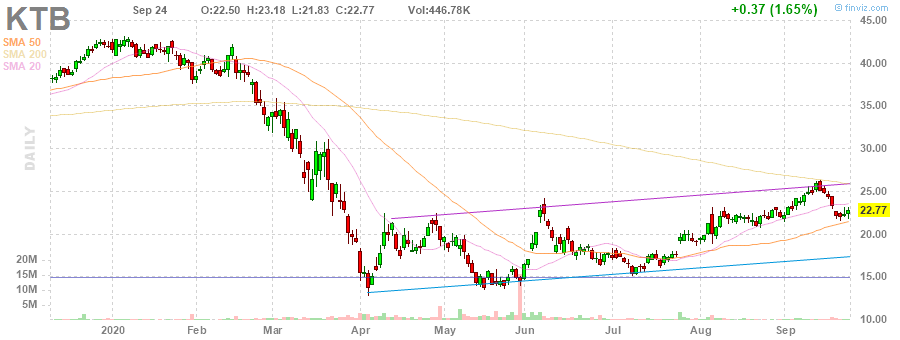 KTB
Sep 24 O:22.50 H:23.18 L:21.83 C:22.77 Vol:446.78K +0.37 (1.65%)
© finviz.com
SMA 50
SMA 200
SMA 20
DAILY
45.00
40.00
35.00
30.00
25.00
22.77
20.00
15.00
10.00
20M
15M
10M
5M
2020 Feb Mar Apr May Jun Jul Aug Sep